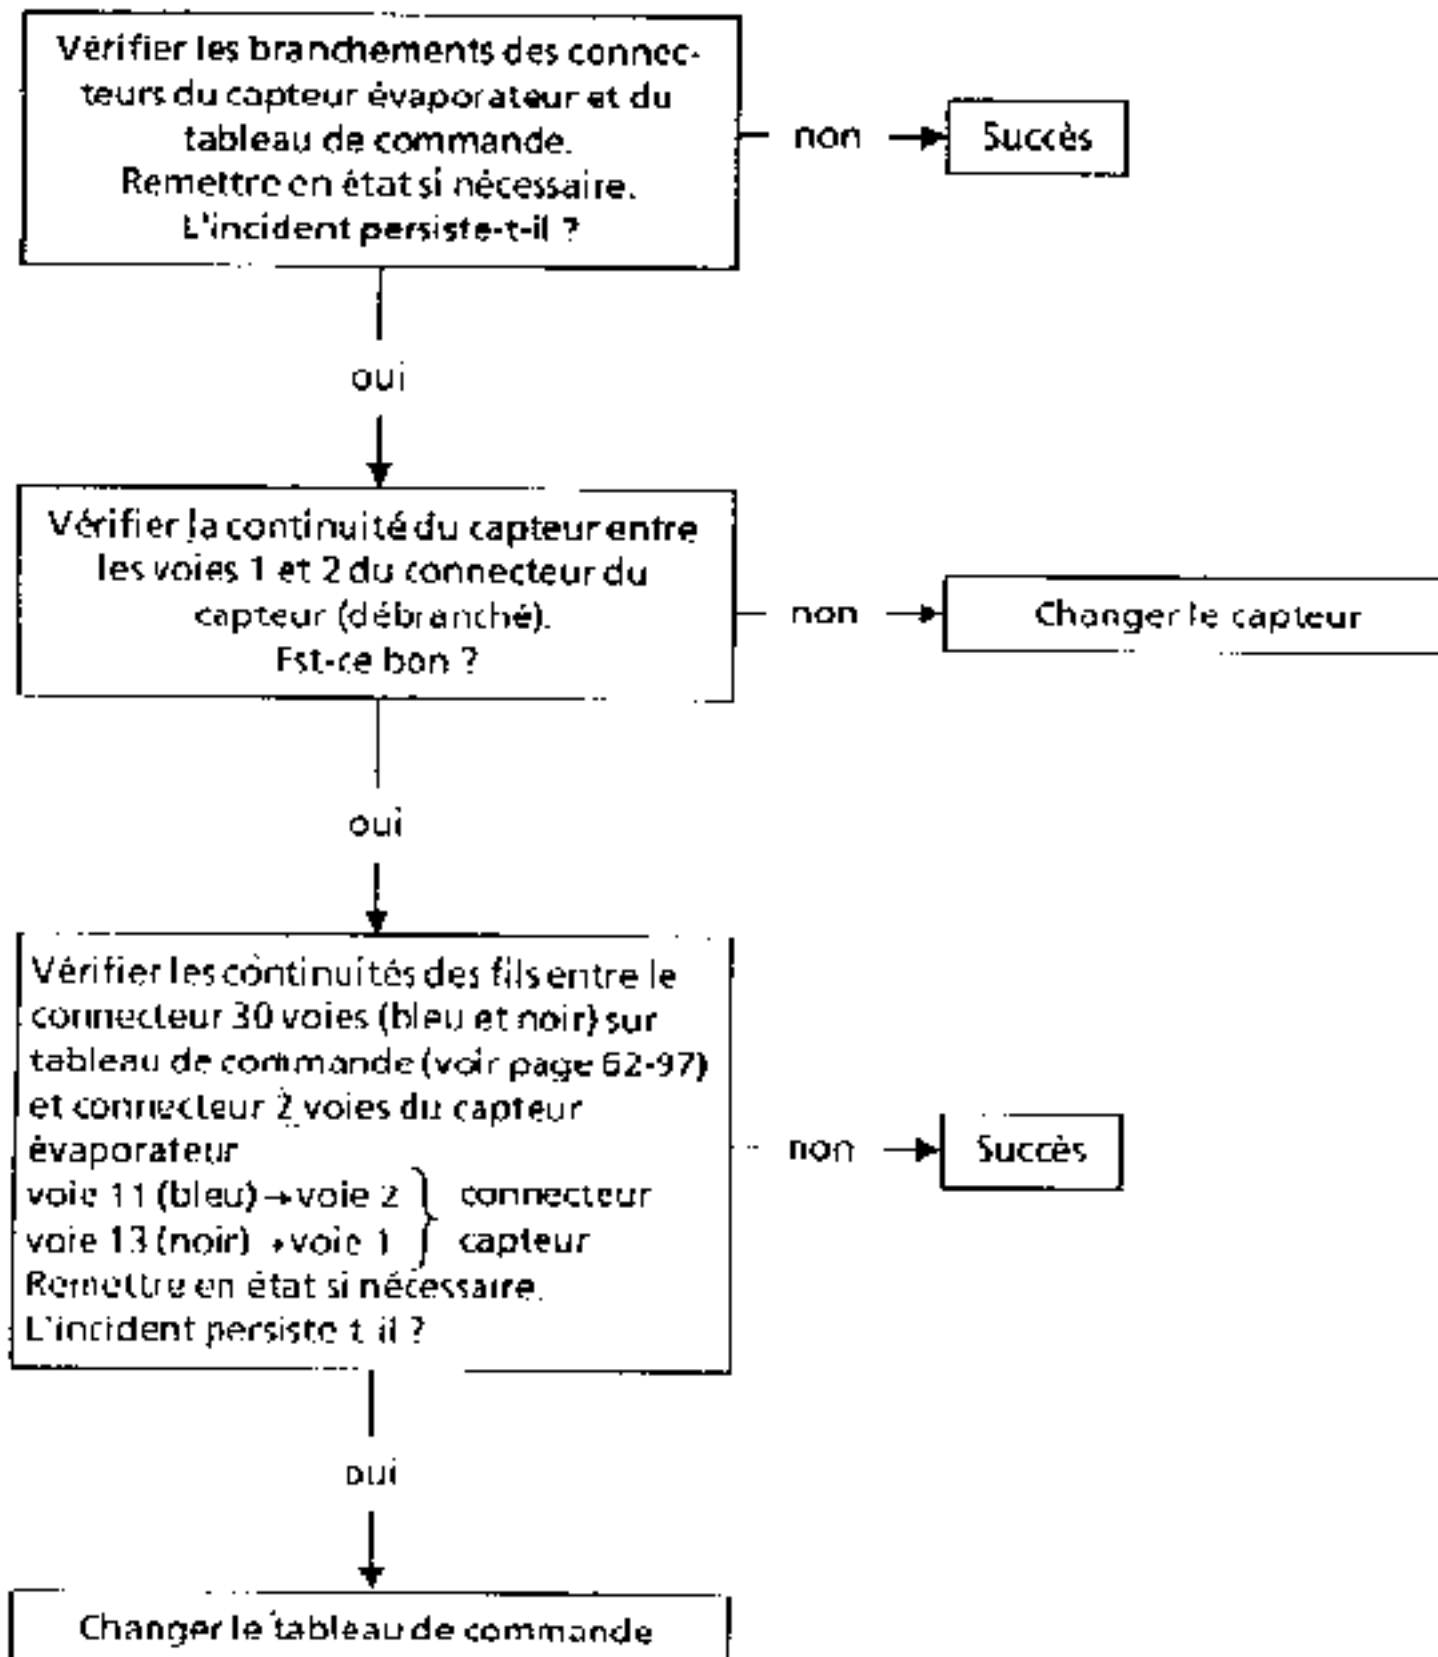 Vérifier les branchements des connec-
teurs du capteur évaporateur et du
tableau de commande.
Remettre en état si nécessaire.
L'incident persiste-t-il ?
non
Succès
oui
Vérifier la continuité du capteur entre
les voies 1 et 2 du connecteur du
capteur (débranché).
Est-ce bon ?
non
Changer le capteur
oui
Vérifier les continuités des fils entre le
connecteur 30 voies (bleu et noir) sur
tableau de commande (voir page 62-97)
et connecteur 2 voies du capteur
évaporateur
voie 11 (bleu) → voie 2 } connecteur
voie 13 (noir) → voie 1 } capteur
Remettre en état si nécessaire.
L'incident persiste-t-il ?
non
Succès
oui
Changer le tableau de commande